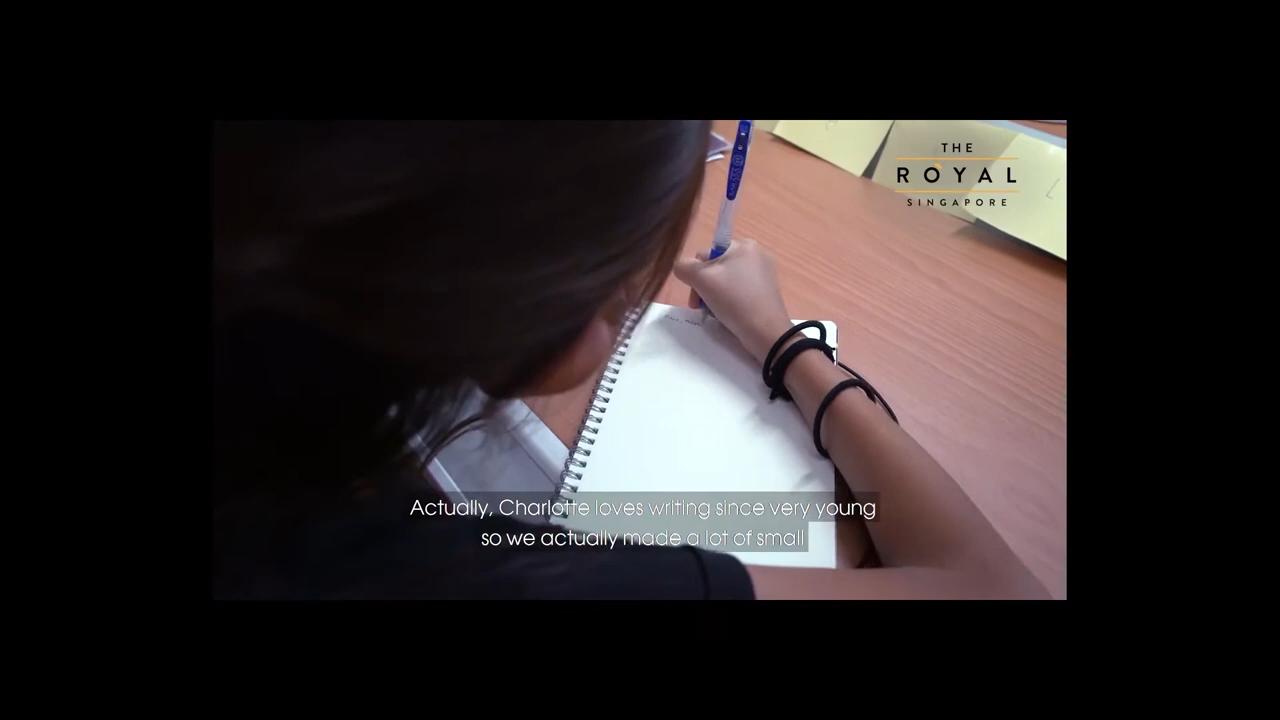 THE
ROYAL
SINGAPORE
Actually, Charlotte loves writing since very young
so we actually made a lot of small